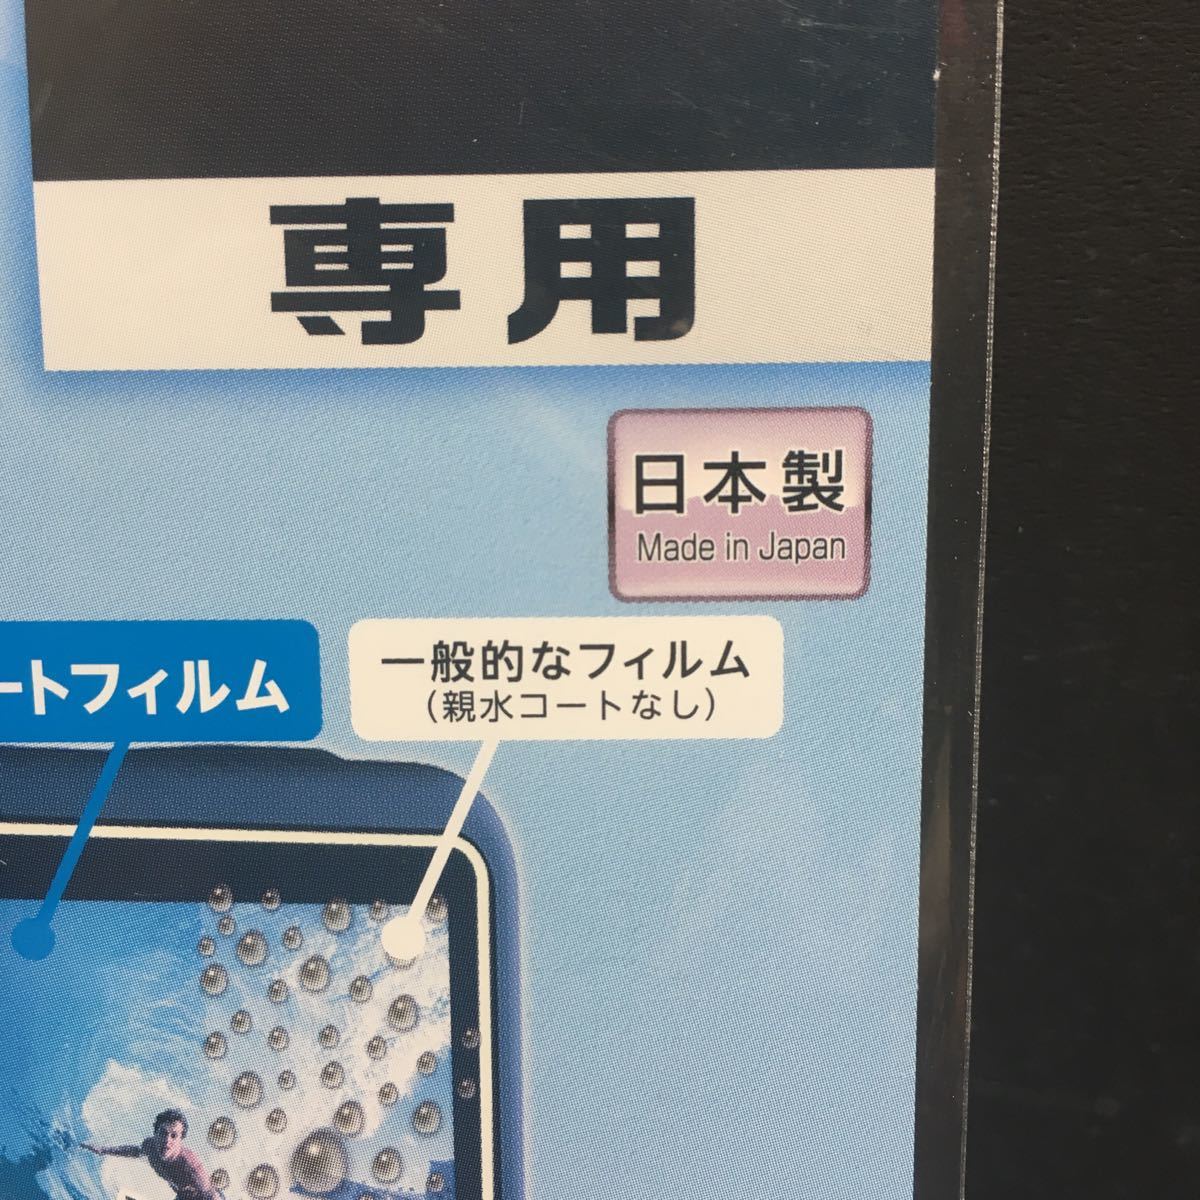 専用
日本製
Made in Japan
ートフィルム
一般的なフィルム
（親水コートなし）